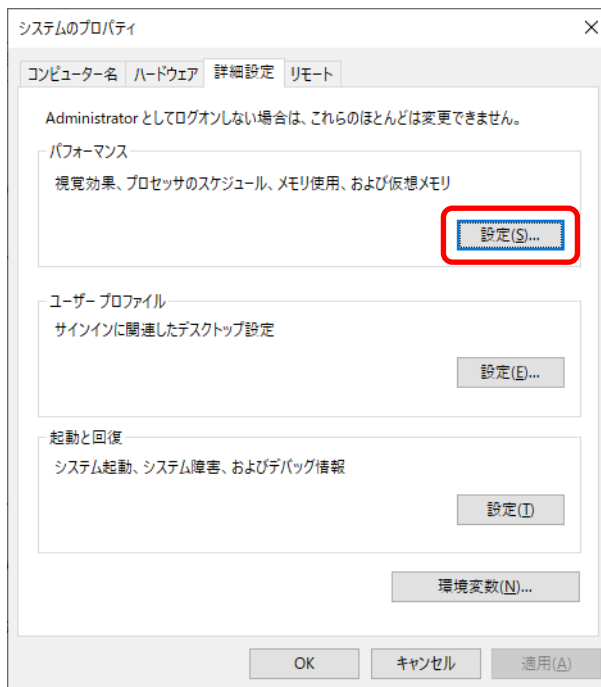 システムのプロパティ
コンピューター名 ハードウェア 詳細設定 リモート
Administrator としてログオンしない場合は、これらのほとんどは変更できません。
パフォーマンス
視覚効果、プロセッサのスケジュール、メモリ使用、および仮想メモリ
設定(S)...
ユーザー プロファイル
サインインに関連したデスクトップ設定
設定(E)...
起動と回復
システム起動、システム障害、およびデバッグ情報
設定(T)
環境変数(N)...
OK キャンセル 適用(A)